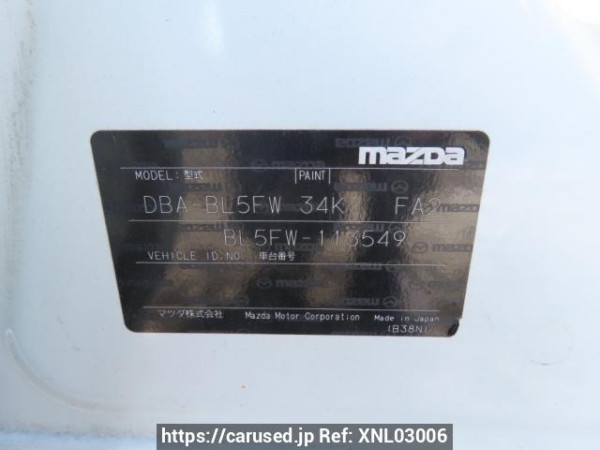 mazda
MODEL: 型式 PAINT
DBA-BL5FW 34K FA2
BL5FW-113549
VEHICLE ID.NO. 車台番号
マツダ株式会社 Mazda Motor Corporation Made in Japan
(B38N)
https://carused.jp Ref: XNL03006